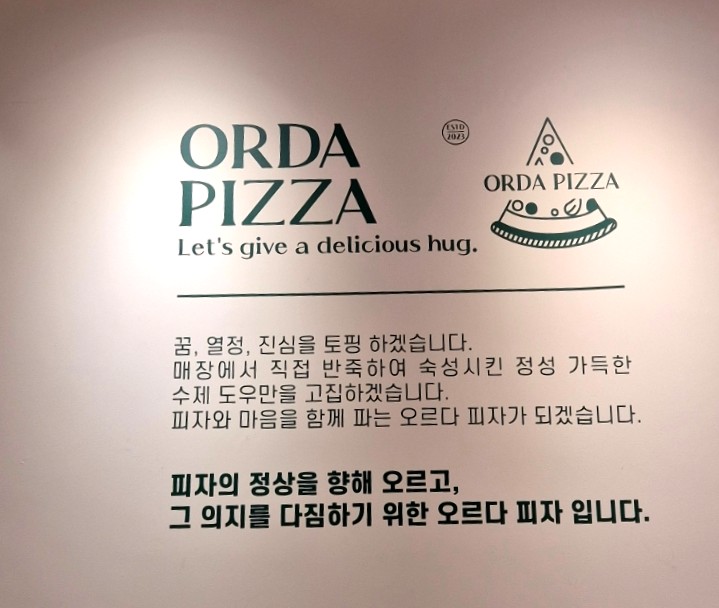 ORDA
PIZZA
Let's give a delicious hug.
ESTD
2023
ORDA PIZZA
꿈, 열정, 진심을 토핑 하겠습니다.
매장에서 직접 반죽하여 숙성시킨 정성 가득한
수제 도우만을 고집하겠습니다.
피자와 마음을 함께 파는 오르다 피자가 되겠습니다.
피자의 정상을 향해 오르고,
그 의지를 다짐하기 위한 오르다 피자 입니다.